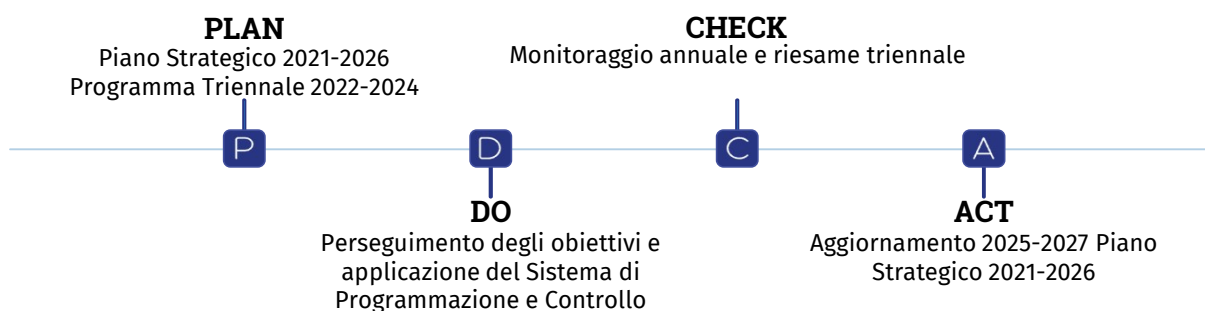 PLAN
Piano Strategico 2021-2026
Programma Triennale 2022-2024
P
DO
D
Perseguimento degli obiettivi e
applicazione del Sistema di
Programmazione e Controllo
CHECK
Monitoraggio annuale e riesame triennale
C
A
ACT
Aggiornamento 2025-2027 Piano
Strategico 2021-2026